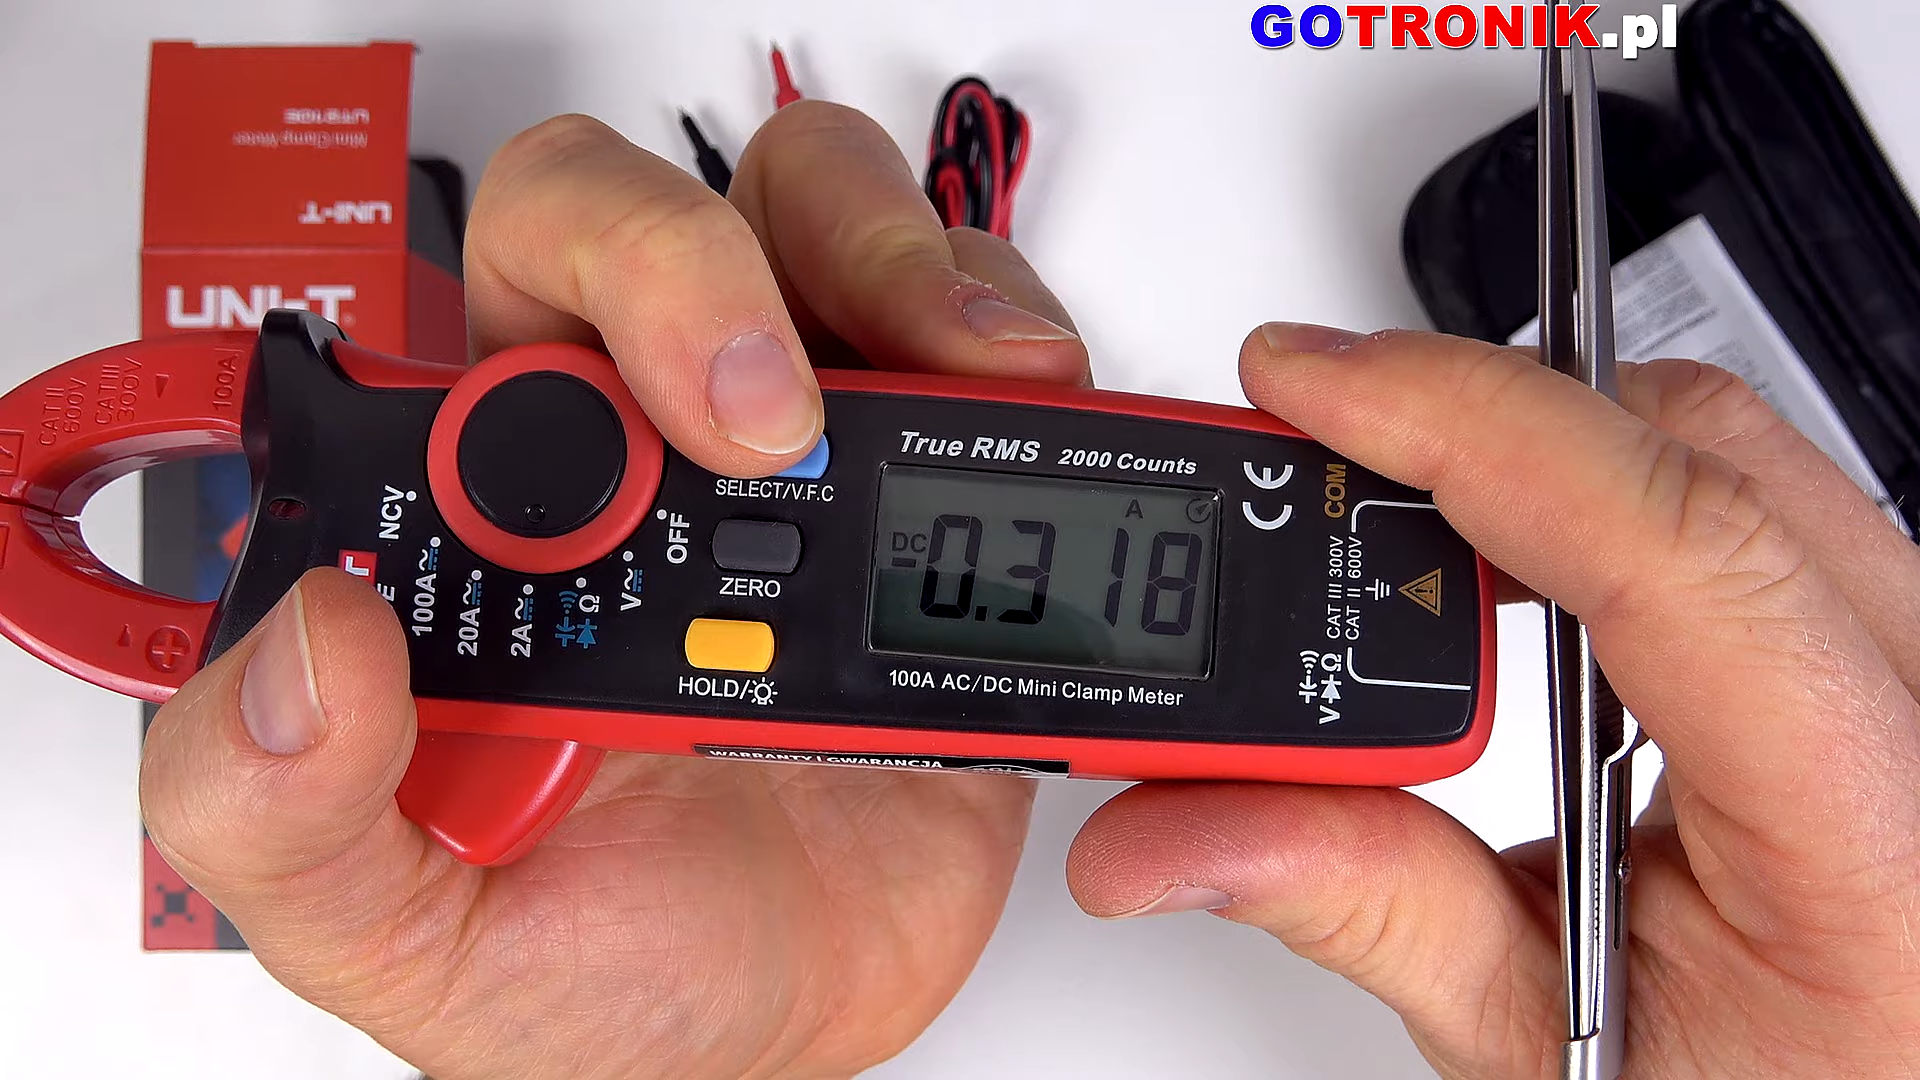 GOTRONIK.pl
UT210E
Mini Clamp Meter
UNI-T
UNI-T
CAT II
600V
CAT III
300V
100A
True RMS 2000 Counts
SELECT/V.F.C
ZERO
HOLD/
NCV
100A
20A
2A
Ω
V
OFF
E
DC
A
0.318
100A AC/DC Mini Clamp Meter
COM
CAT III 300V
CAT II 600V
V Ω
WARRANTY | GWARANCJA